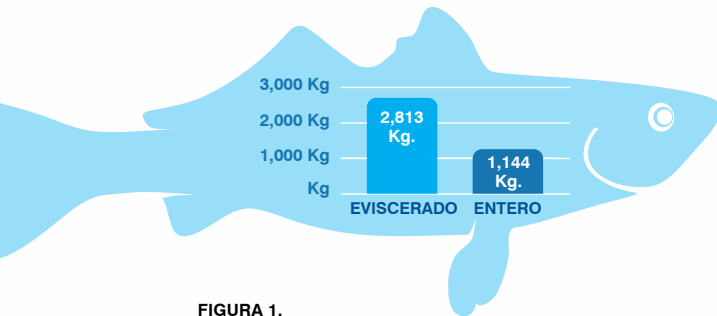 3,000 Kg
2,000 Kg
1,000 Kg
Kg
2,813
Kg.
1,144
Kg.
EVISCERADO ENTERO
FIGURA 1.